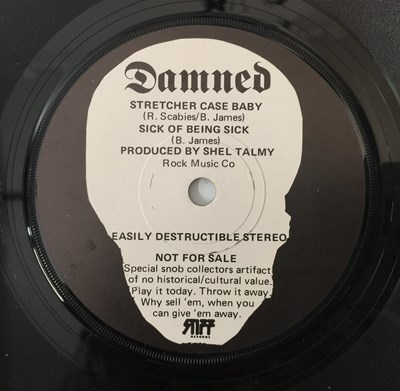 Damned
STRETCHER CASE BABY
(R. Scabies/B. James)
SICK OF BEING SICK
(B. James)
PRODUCED BY SHEL TALMY
Rock Music Co
EASILY DESTRUCTIBLE STEREO
NOT FOR SALE
Special snob collectors artifact
of no historical/cultural value.
Play it today. Throw it away.
Why sell 'em, when you
can give 'em away.
STIFF
RECORDS